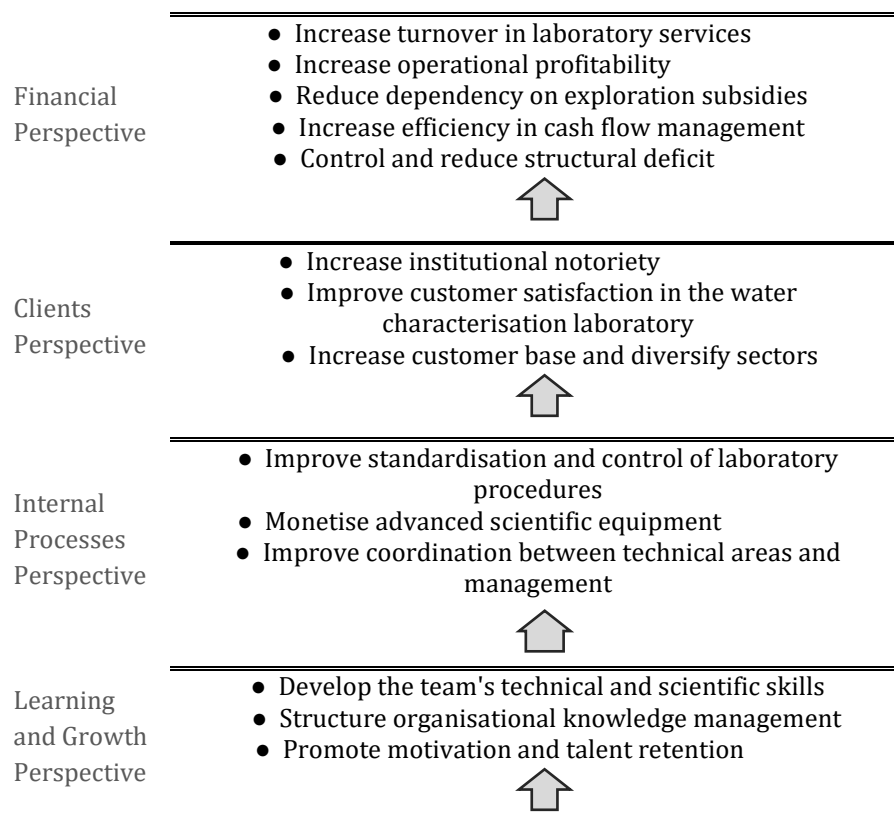 Financial
Perspective
● Increase turnover in laboratory services
● Increase operational profitability
● Reduce dependency on exploration subsidies
● Increase efficiency in cash flow management
● Control and reduce structural deficit
Clients
Perspective
● Increase institutional notoriety
● Improve customer satisfaction in the water
characterisation laboratory
● Increase customer base and diversify sectors
Internal
Processes
Perspective
● Improve standardisation and control of laboratory
procedures
● Monetise advanced scientific equipment
● Improve coordination between technical areas and
management
Learning
and Growth
Perspective
● Develop the team's technical and scientific skills
● Structure organisational knowledge management
● Promote motivation and talent retention